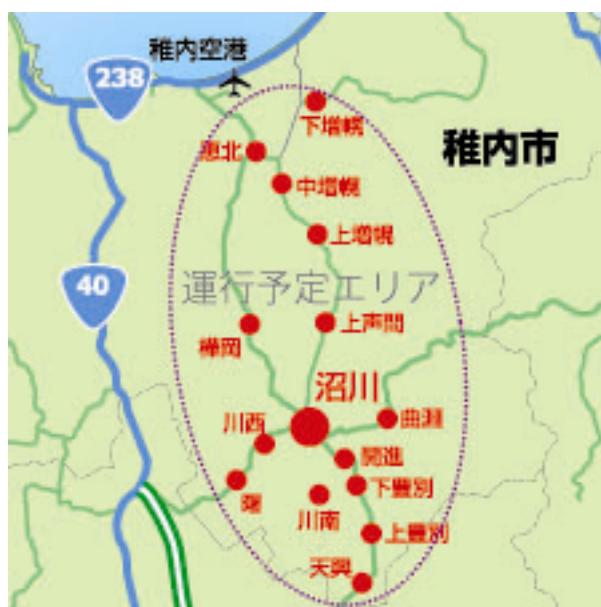 稚内空港
238
下増幌
恵北
稚内市
中増幌
上増幌
運行予定エリア
40
上声問
樺岡
沼川
川西
曲淵
開進
曙
川南
下豊別
上豊別
天興